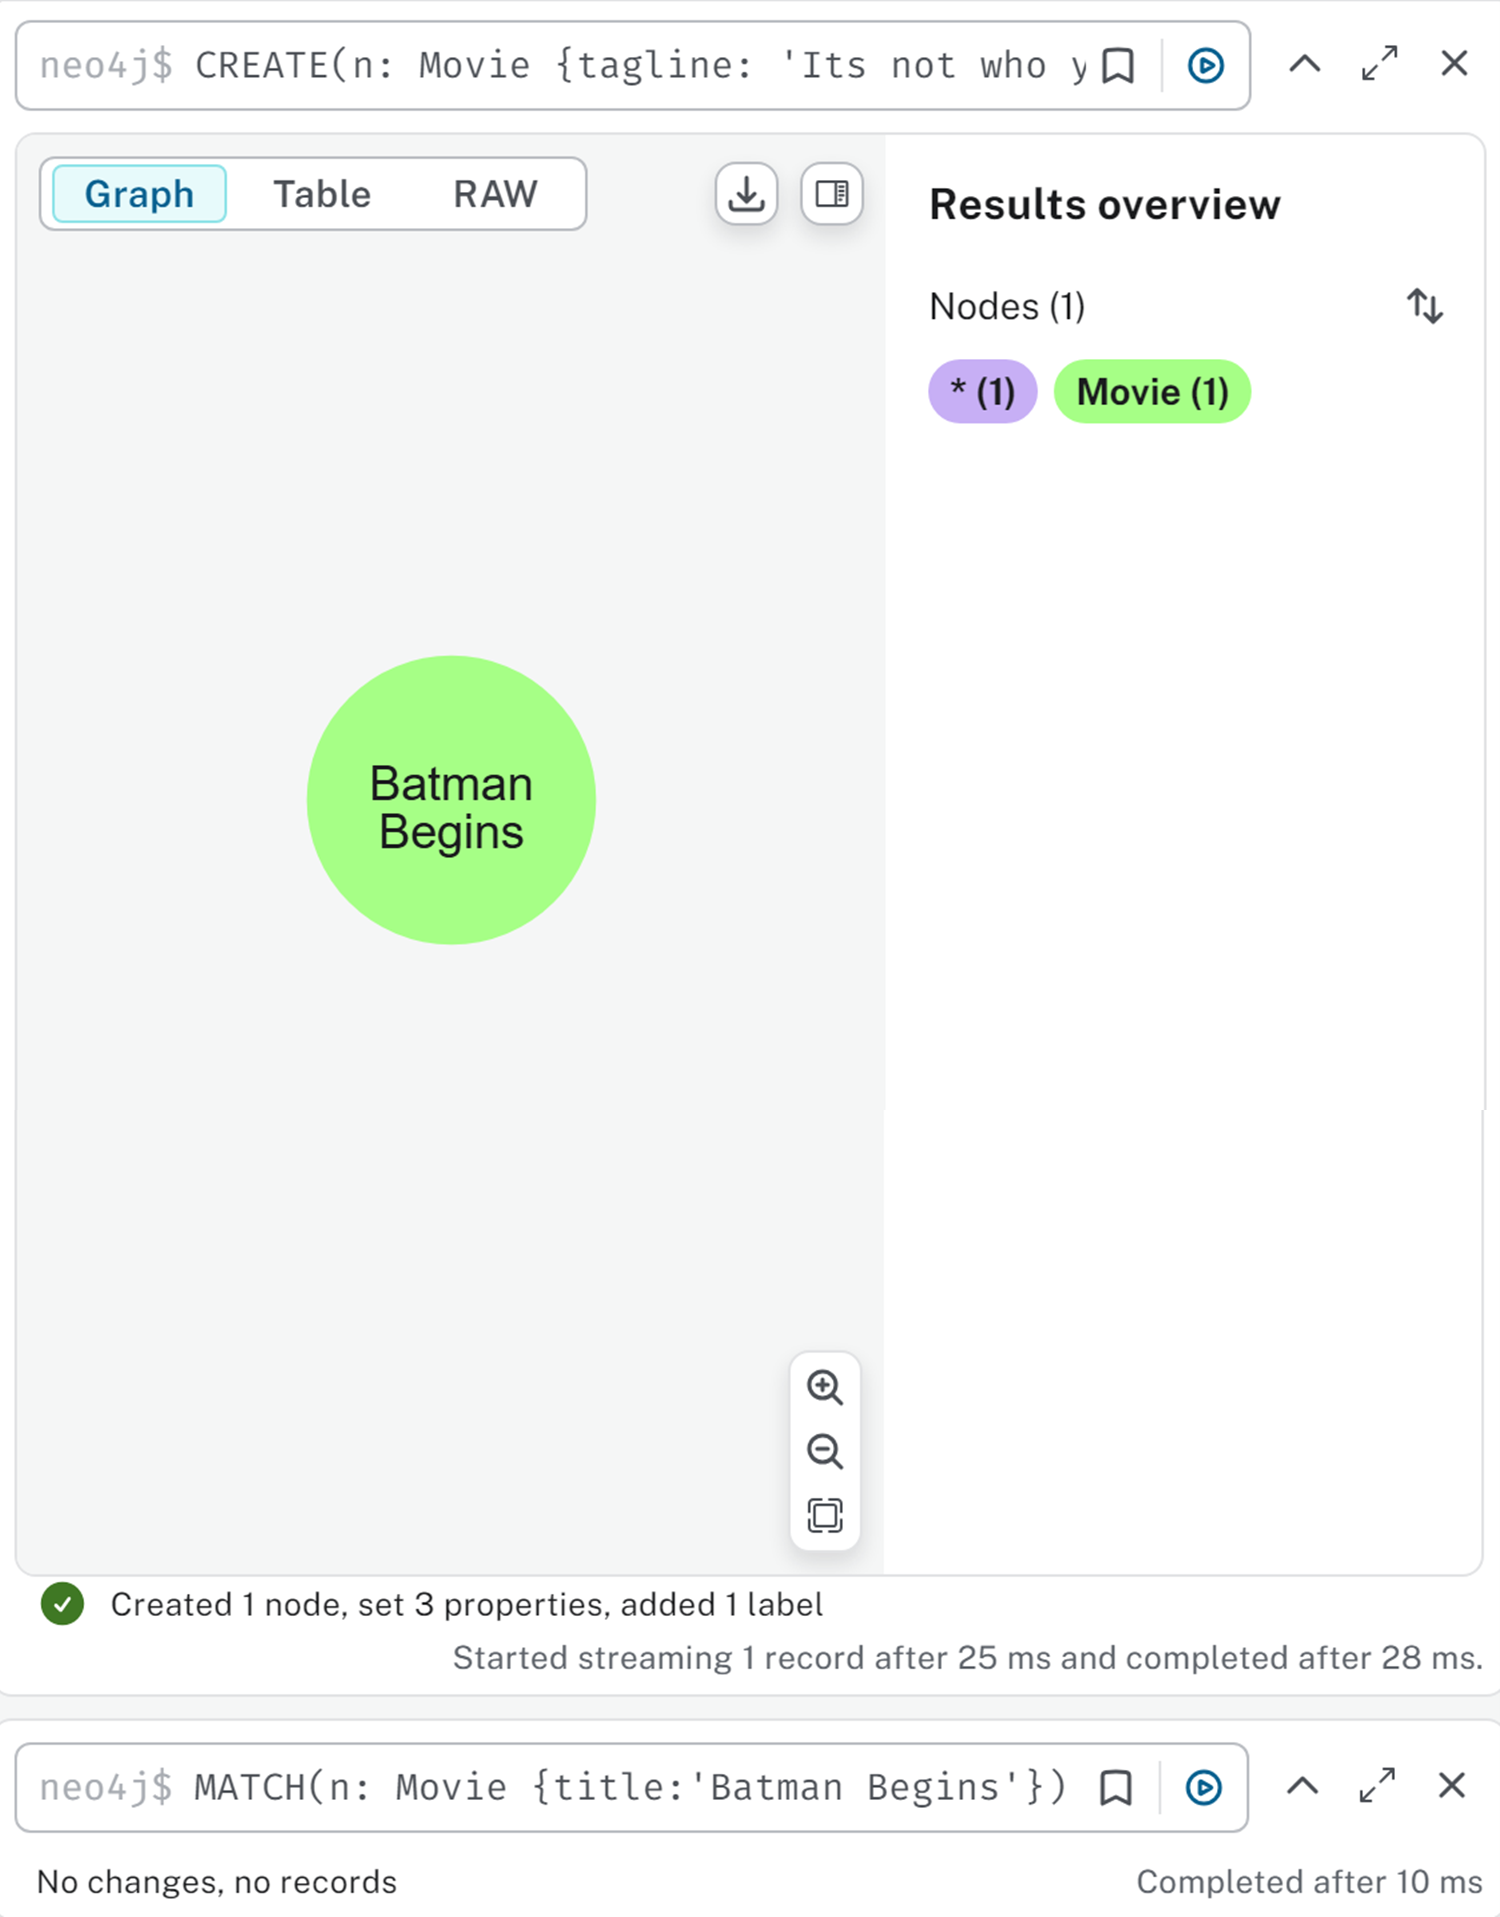 neo4j$ CREATE(n: Movie {tagline: 'Its not who y
Graph Table RAW
Results overview
Nodes (1)
* (1) Movie (1)
Batman
Begins
Created 1 node, set 3 properties, added 1 label
Started streaming 1 record after 25 ms and completed after 28 ms.
neo4j$ MATCH(n: Movie {title:'Batman Begins'})
No changes, no records
Completed after 10 ms